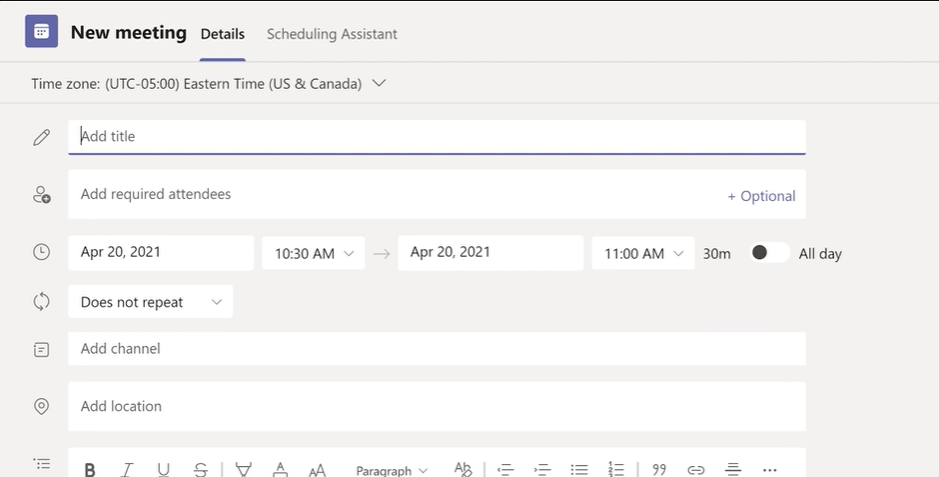 New meeting Details Scheduling Assistant
Time zone: (UTC-05:00) Eastern Time (US & Canada)
Add title
Add required attendees + Optional
Apr 20, 2021 10:30 AM Apr 20, 2021 11:00 AM 30m All day
Does not repeat
Add channel
Add location
B I U S A AA Paragraph Ab